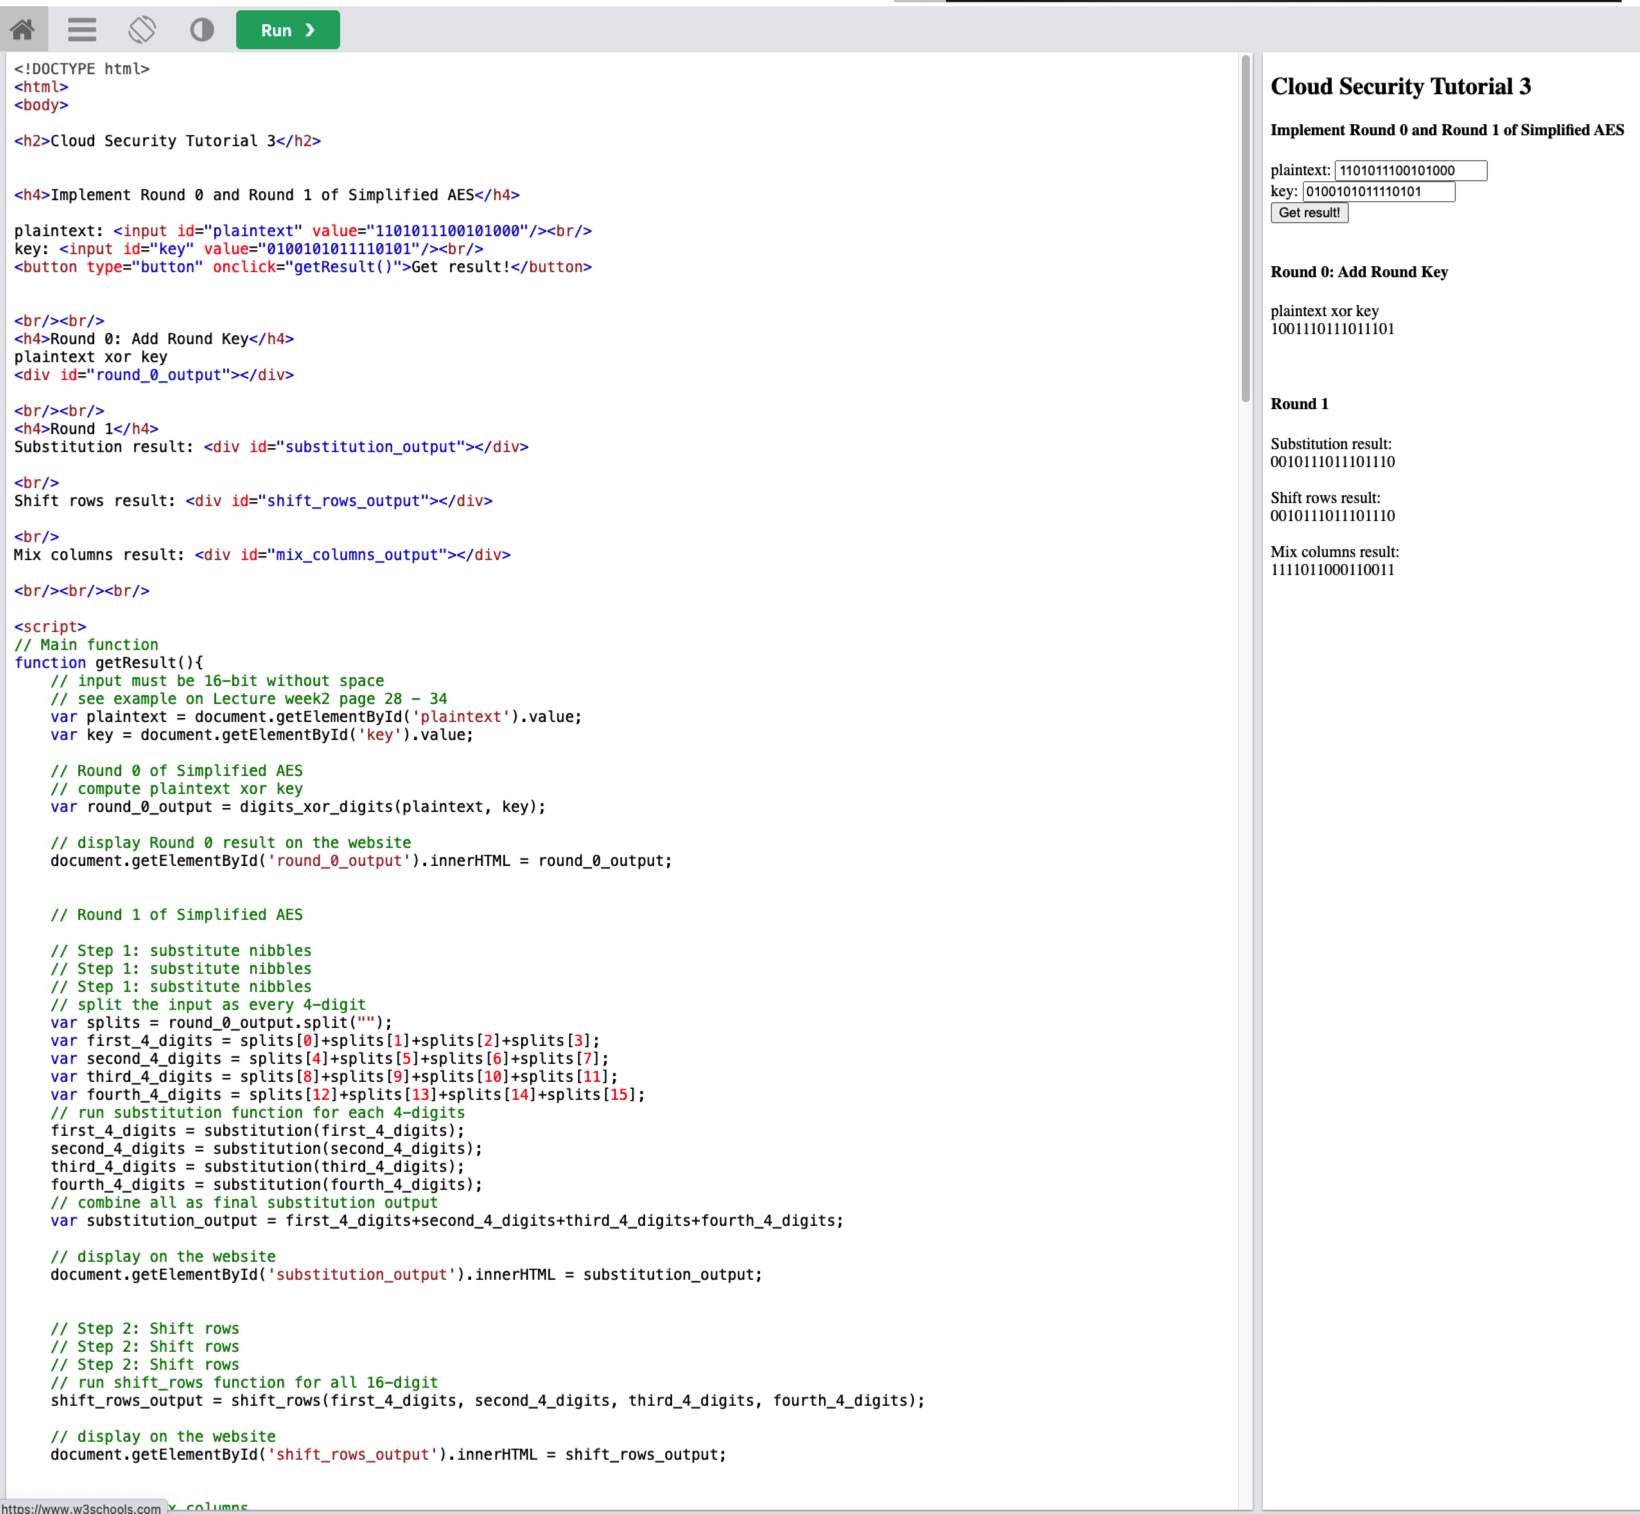 Run ❯
<!DOCTYPE html>
<html>
<body>
<h2>Cloud Security Tutorial 3</h2>
<h4>Implement Round 0 and Round 1 of Simplified AES</h4>
plaintext: <input id="plaintext" value="1101011100101000"/><br/>
key: <input id="key" value="0100101011110101"/><br/>
<button type="button" onclick="getResult()">Get result!</button>
<br/><br/>
<h4>Round 0: Add Round Key</h4>
plaintext xor key
<div id="round_0_output"></div>
<br/><br/>
<h4>Round 1</h4>
Substitution result: <div id="substitution_output"></div>
<br/>
Shift rows result: <div id="shift_rows_output"></div>
<br/>
Mix columns result: <div id="mix_columns_output"></div>
<br/><br/><br/>
<script>
// Main function
function getResult(){
    // input must be 16-bit without space
    // see example on Lecture week2 page 28 - 34
    var plaintext = document.getElementById('plaintext').value;
    var key = document.getElementById('key').value;
    // Round 0 of Simplified AES
    // compute plaintext xor key
    var round_0_output = digits_xor_digits(plaintext, key);
    // display Round 0 result on the website
    document.getElementById('round_0_output').innerHTML = round_0_output;
    // Round 1 of Simplified AES
    // Step 1: substitute nibbles
    // Step 1: substitute nibbles
    // Step 1: substitute nibbles
    // split the input as every 4-digit
    var splits = round_0_output.split("");
    var first_4_digits = splits[0]+splits[1]+splits[2]+splits[3];
    var second_4_digits = splits[4]+splits[5]+splits[6]+splits[7];
    var third_4_digits = splits[8]+splits[9]+splits[10]+splits[11];
    var fourth_4_digits = splits[12]+splits[13]+splits[14]+splits[15];
    // run substitution function for each 4-digits
    first_4_digits = substitution(first_4_digits);
    second_4_digits = substitution(second_4_digits);
    third_4_digits = substitution(third_4_digits);
    fourth_4_digits = substitution(fourth_4_digits);
    // combine all as final substitution output
    var substitution_output = first_4_digits+second_4_digits+third_4_digits+fourth_4_digits;
    // display on the website
    document.getElementById('substitution_output').innerHTML = substitution_output;
    // Step 2: Shift rows
    // Step 2: Shift rows
    // Step 2: Shift rows
    // run shift_rows function for all 16-digit
    shift_rows_output = shift_rows(first_4_digits, second_4_digits, third_4_digits, fourth_4_digits);
    // display on the website
    document.getElementById('shift_rows_output').innerHTML = shift_rows_output;
https://www.w3schools.com x columns
Cloud Security Tutorial 3
Implement Round 0 and Round 1 of Simplified AES
plaintext: 1101011100101000
key: 0100101011110101
Get result!
Round 0: Add Round Key
plaintext xor key
1001110111011101
Round 1
Substitution result:
0010111011101110
Shift rows result:
0010111011101110
Mix columns result:
1111011000110011